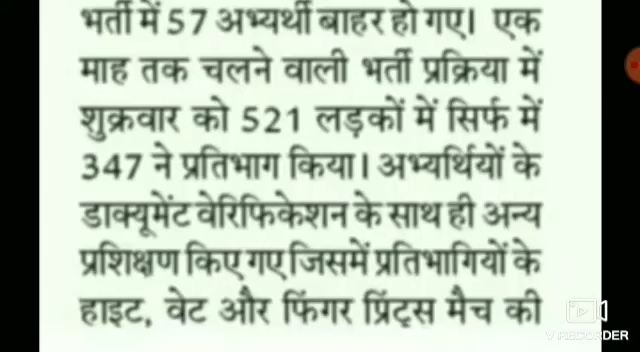 भर्ती में 57 अभ्यर्थी बाहर हो गए। एक
माह तक चलने वाली भर्ती प्रक्रिया में
शुक्रवार को 521 लड़कों में सिर्फ में
347 ने प्रतिभाग किया। अभ्यर्थियों के
डाक्यूमेंट वेरिफिकेशन के साथ ही अन्य
प्रशिक्षण किए गए जिसमें प्रतिभागियों के
हाइट, वेट और फिंगर प्रिंट्स मैच की
V RECORDER